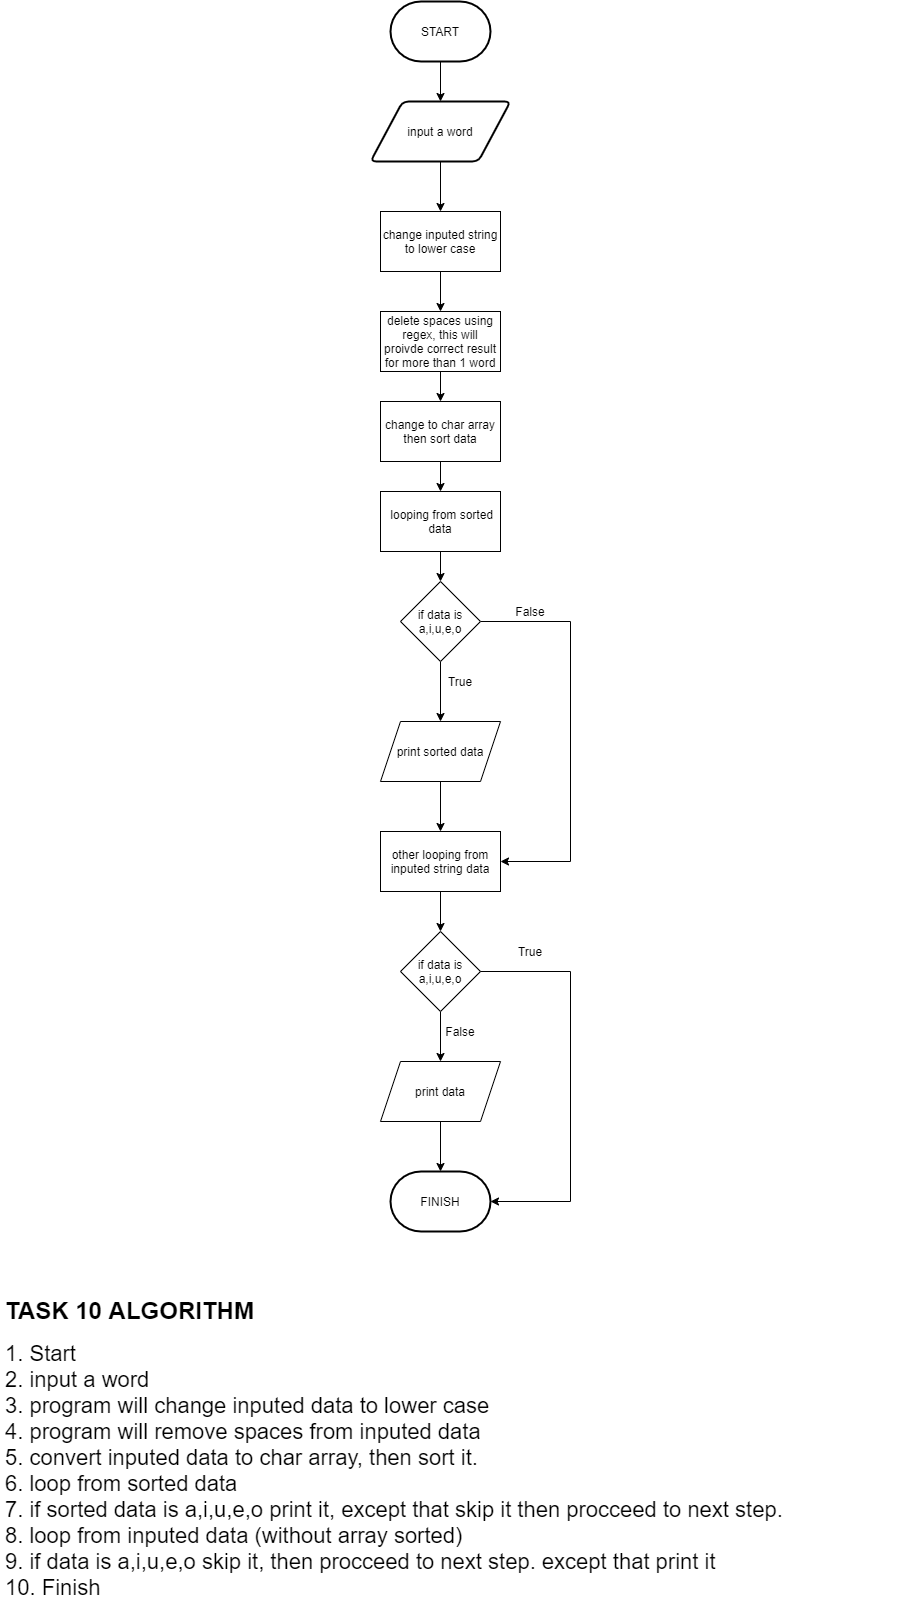 START
input a word
change inputed string
to lower case
delete spaces using
regex, this will
proivde correct result
for more than 1 word
change to char array
then sort data
looping from sorted
data
if data is
a,i,u,e,o
False
True
print sorted data
other looping from
inputed string data
if data is
a,i,u,e,o
True
False
print data
FINISH
TASK 10 ALGORITHM
1. Start
2. input a word
3. program will change inputed data to lower case
4. program will remove spaces from inputed data
5. convert inputed data to char array, then sort it.
6. loop from sorted data
7. if sorted data is a,i,u,e,o print it, except that skip it then procceed to next step.
8. loop from inputed data (without array sorted)
9. if data is a,i,u,e,o skip it, then procceed to next step. except that print it
10. Finish